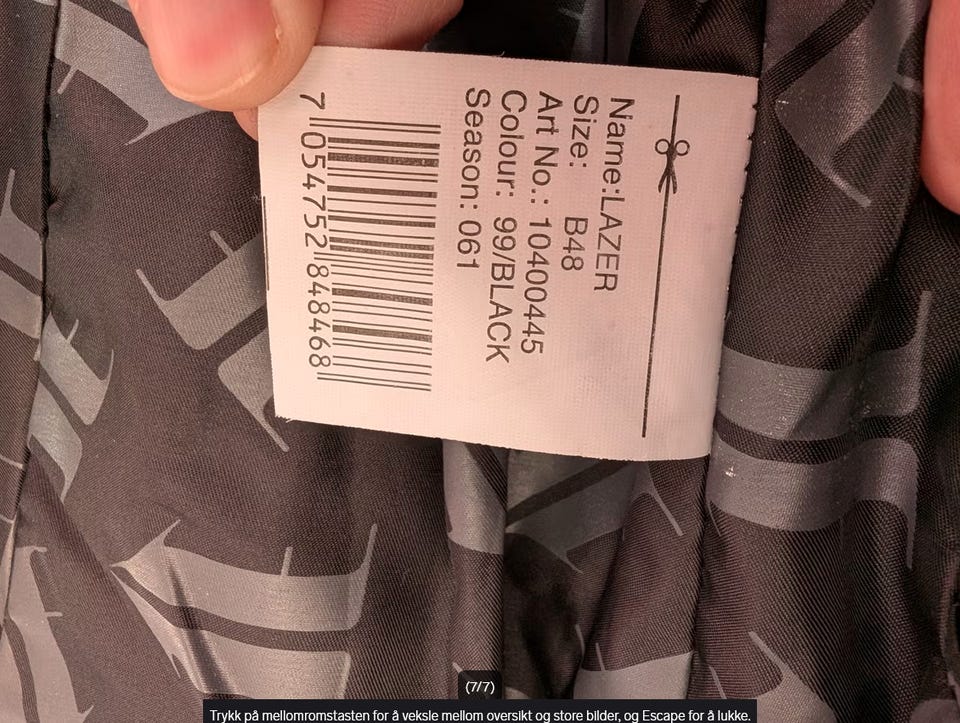 Name:LAZER
Size: B48
Art No.: 10400445
Colour: 99/BLACK
Season: 061
7 054752 848468
(7/7)
Trykk på mellomromstasten for å veksle mellom oversikt og store bilder, og Escape for å lukke.